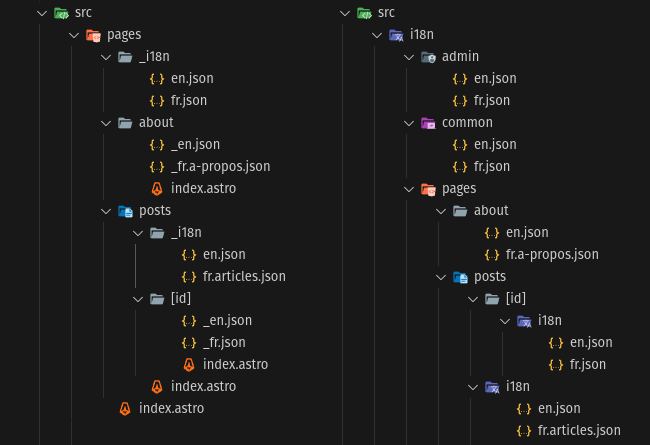 src
pages
_i18n
en.json
fr.json
about
_en.json
_fr.a-propos.json
index.astro
posts
_i18n
en.json
fr.articles.json
[id]
_en.json
_fr.json
index.astro
index.astro
index.astro
src
i18n
admin
en.json
fr.json
common
en.json
fr.json
pages
about
en.json
fr.a-propos.json
posts
[id]
i18n
en.json
fr.json
i18n
en.json
fr.articles.json